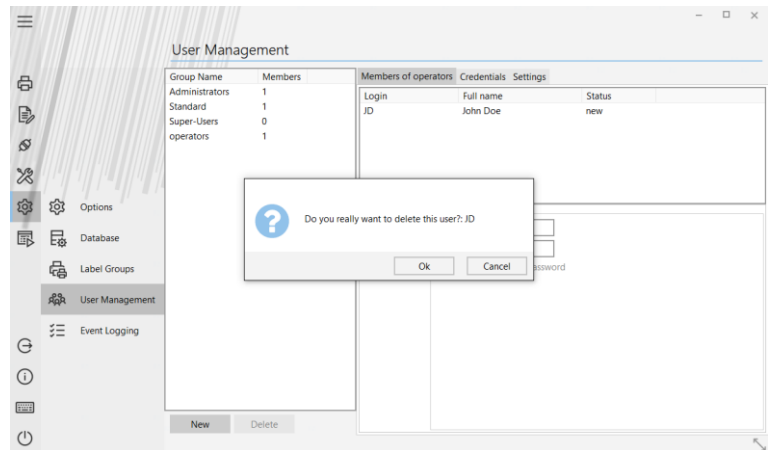 User Management
Group Name Members
Administrators 1
Standard 1
Super-Users 0
operators 1
Members of operators Credentials Settings
Login Full name Status
JD John Doe new
Options
Database
Label Groups
User Management
Event Logging
Do you really want to delete this user?: JD
Ok Cancel
New Delete